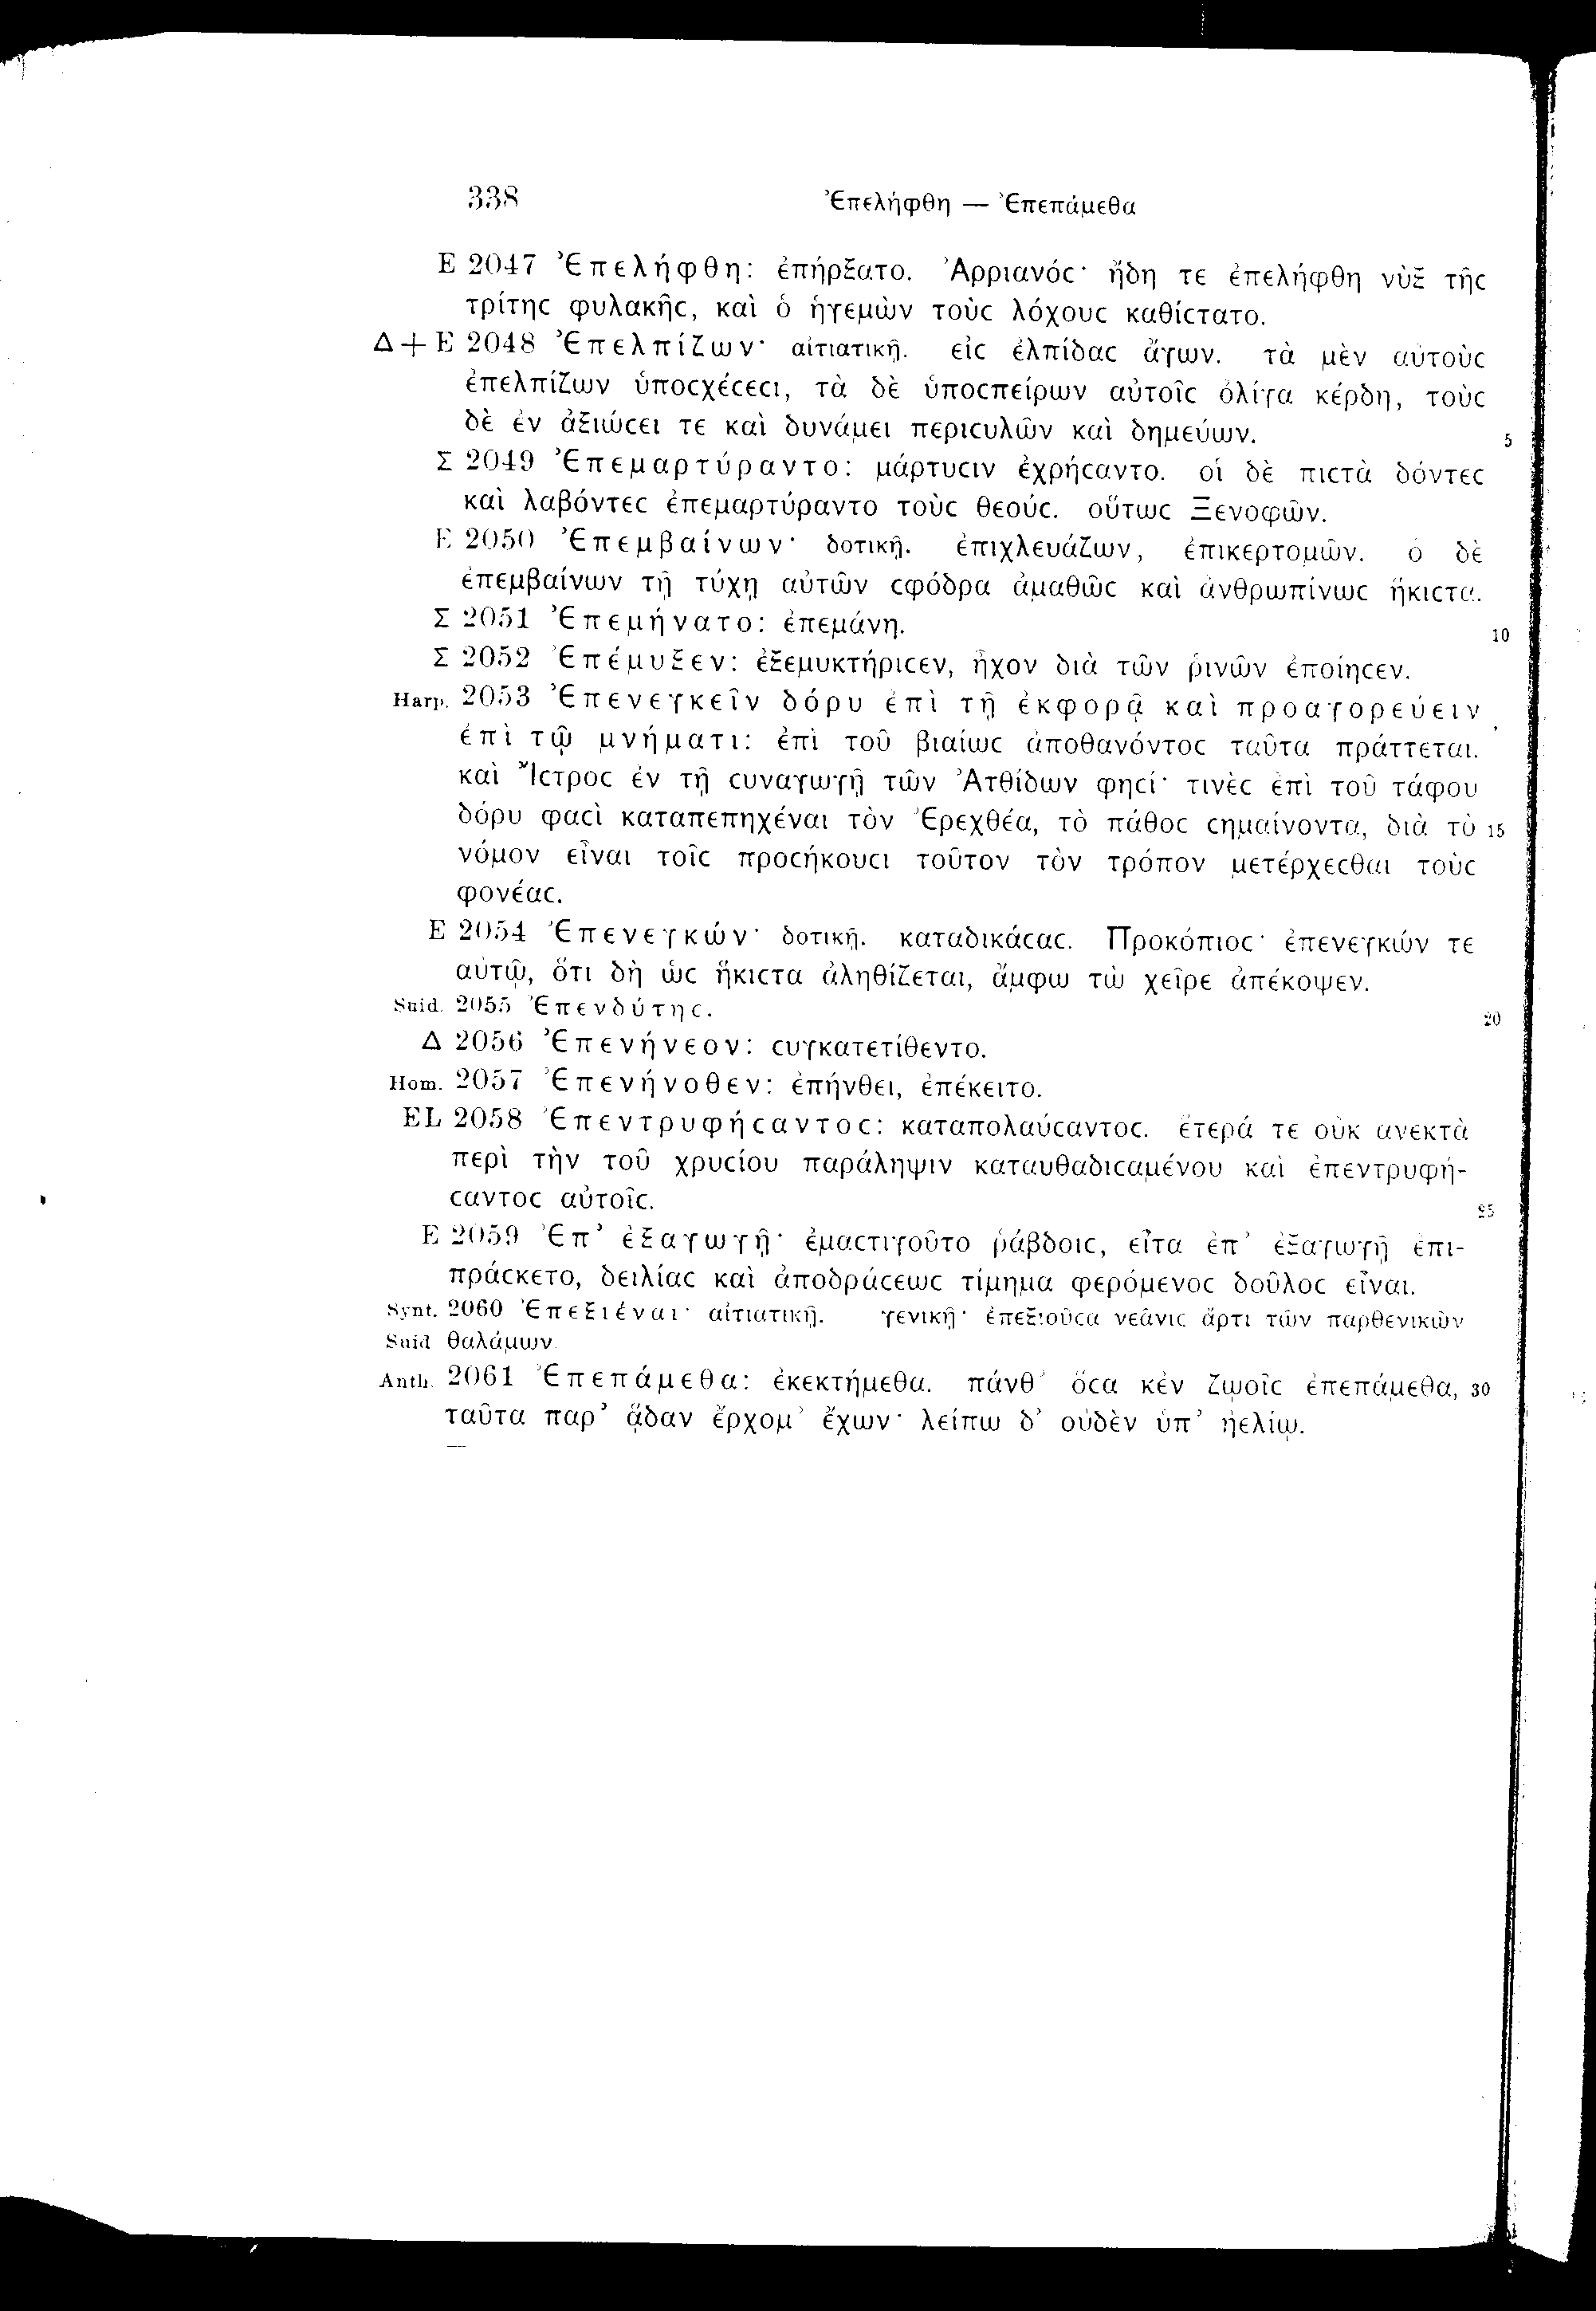 338 Ἐπελήφθη — Ἐπεπάμεθα
E 2047 Ἐπελήφθη: ἐπήρξατο. Ἀρριανόϲ· ἤδη τε ἐπελήφθη νὺξ τῆϲ
τρίτηϲ φυλακῆϲ, καὶ ὁ ἡγεμὼν τοὺϲ λόχουϲ καθίϲτατο.
Δ + E 2048 Ἐπελπίζων· αἰτιατικῇ. εἰϲ ἐλπίδαϲ ἄγων. τὰ μὲν αὐτοὺϲ
ἐπελπίζων ὑποϲχέϲεϲι, τὰ δὲ ὑποϲπείρων αὐτοῖϲ ὀλίγα κέρδη, τοὺϲ
δὲ ἐν ἀξιώϲει τε καὶ δυνάμει περιϲυλῶν καὶ δημεύων. 5
Σ 2049 Ἐπεμαρτύραντο: μάρτυϲιν ἐχρήϲαντο. οἱ δὲ πιϲτὰ δόντεϲ
καὶ λαβόντεϲ ἐπεμαρτύραντο τοὺϲ θεούϲ. οὕτωϲ Ξενοφῶν.
E 2050 Ἐπεμβαίνων· δοτικῇ. ἐπιχλευάζων, ἐπικερτομῶν. ὁ δὲ
ἐπεμβαίνων τῇ τύχῃ αὐτῶν ϲφόδρα ἀμαθῶϲ καὶ ἀνθρωπίνωϲ ἥκιϲτα.
Σ 2051 Ἐπεμήνατο: ἐπεμάνη. 10
Σ 2052 Ἐπέμυξεν: ἐξεμυκτήριϲεν, ἦχον διὰ τῶν ῥινῶν ἐποίηϲεν.
Harp. 2053 Ἐπενεγκεῖν δόρυ ἐπὶ τῇ ἐκφορᾷ καὶ προαγορεύειν
ἐπὶ τῷ μνήματι: ἐπὶ τοῦ βιαίωϲ ἀποθανόντοϲ ταῦτα πράττεται.
καὶ Ἴϲτροϲ ἐν τῇ ϲυναγωγῇ τῶν Ἀτθίδων φηϲί· τινὲϲ ἐπὶ τοῦ τάφου
δόρυ φαϲὶ καταπεπηχέναι τὸν Ἐρεχθέα, τὸ πάθοϲ ϲημαίνοντα, διὰ τὸ 15
νόμον εἶναι τοῖϲ προϲήκουϲι τοῦτον τὸν τρόπον μετέρχεϲθαι τοὺϲ
φονέαϲ.
E 2054 Ἐπενεγκών· δοτικῇ. καταδικάϲαϲ. Προκόπιοϲ· ἐπενεγκών τε
αὐτῷ, ὅτι δὴ ὡϲ ἥκιϲτα ἀληθίζεται, ἄμφω τὼ χεῖρε ἀπέκοψεν.
Suid. 2055 Ἐπενδύτηϲ. 20
Δ 2056 Ἐπενήνεον: ϲυγκατετίθεντο.
Hom. 2057 Ἐπενήνοθεν: ἐπήνθει, ἐπέκειτο.
EL 2058 Ἐπεντρυφήϲαντοϲ: καταπολαύϲαντοϲ. ἕτερά τε οὐκ ἀνεκτὰ
περὶ τὴν τοῦ χρυϲίου παράληψιν καταυθαδιϲαμένου καὶ ἐπεντρυφή-
ϲαντοϲ αὐτοῖϲ. 25
E 2059 Ἐπ’ ἐξαγωγῇ· ἐμαϲτιγοῦτο ῥάβδοιϲ, εἶτα ἐπ’ ἐξαγωγῇ ἐπι-
πράϲκετο, δειλίαϲ καὶ ἀποδράϲεωϲ τίμημα φερόμενοϲ δοῦλοϲ εἶναι.
Synt. 2060 Ἐπεξιέναι· αἰτιατικῇ. γενικῇ· ἐπεξιοῦϲα νεᾶνιϲ ἄρτι τῶν παρθενικῶν
Suid θαλάμων.
Anth. 2061 Ἐπεπάμεθα: ἐκεκτήμεθα. πάνθ’ ὅϲα κἐν ζῳοῖϲ ἐπεπάμεθα, 30
ταῦτα παρ’ ᾅδαν ἔρχομ’ ἔχων· λείπω δ’ οὐδὲν ὑπ’ ἠελίῳ.